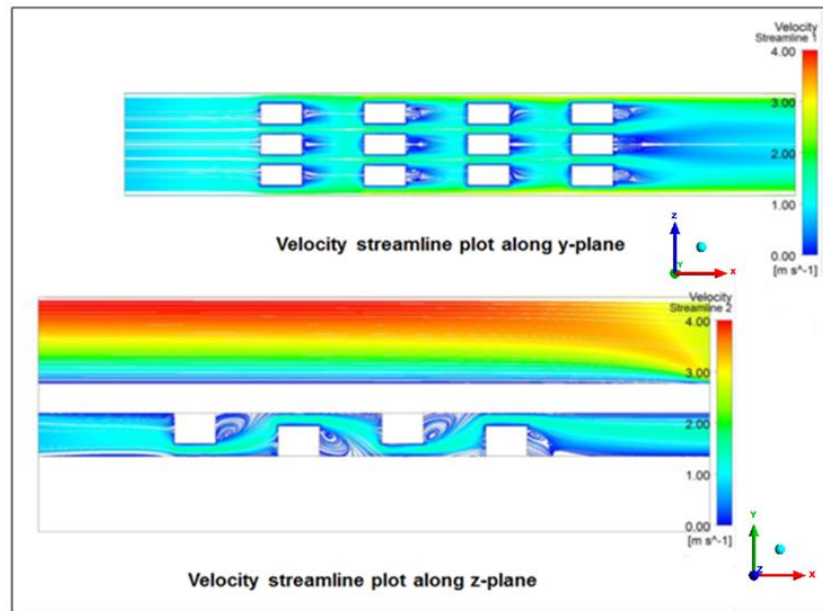 Velocity
Streamline 1
4.00
3.00
2.00
1.00
0.00
[m s^-1]
Velocity streamline plot along y-plane
Z
Y
X
Velocity
Streamline 2
4.00
3.00
2.00
1.00
0.00
[m s^-1]
Y
Z
X
Velocity streamline plot along z-plane